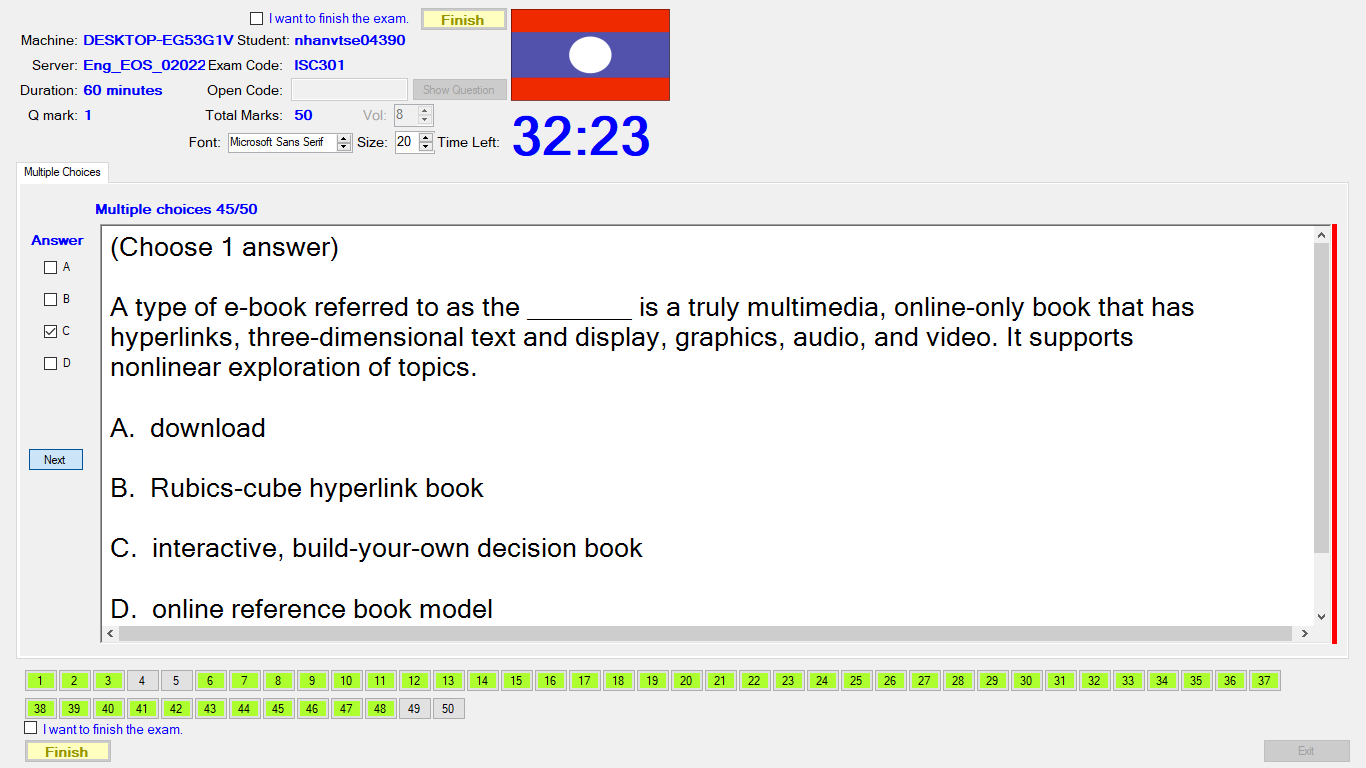 I want to finish the exam. Finish
Machine: DESKTOP-EG53G1V Student: nhanvtse04390
Server: Eng_EOS_02022 Exam Code: ISC301
Duration: 60 minutes Open Code: Show Question
Q mark: 1 Total Marks: 50 Vol: 8
Font: Microsoft Sans Serif Size: 20 Time Left: 32:23
Multiple Choices
Multiple choices 45/50
Answer
A
B
C
D
Next
(Choose 1 answer)
A type of e-book referred to as the _______ is a truly multimedia, online-only book that has
hyperlinks, three-dimensional text and display, graphics, audio, and video. It supports
nonlinear exploration of topics.
A. download
B. Rubics-cube hyperlink book
C. interactive, build-your-own decision book
D. online reference book model
1 2 3 4 5 6 7 8 9 10 11 12 13 14 15 16 17 18 19 20 21 22 23 24 25 26 27 28 29 30 31 32 33 34 35 36 37
38 39 40 41 42 43 44 45 46 47 48 49 50
I want to finish the exam.
Finish Exit